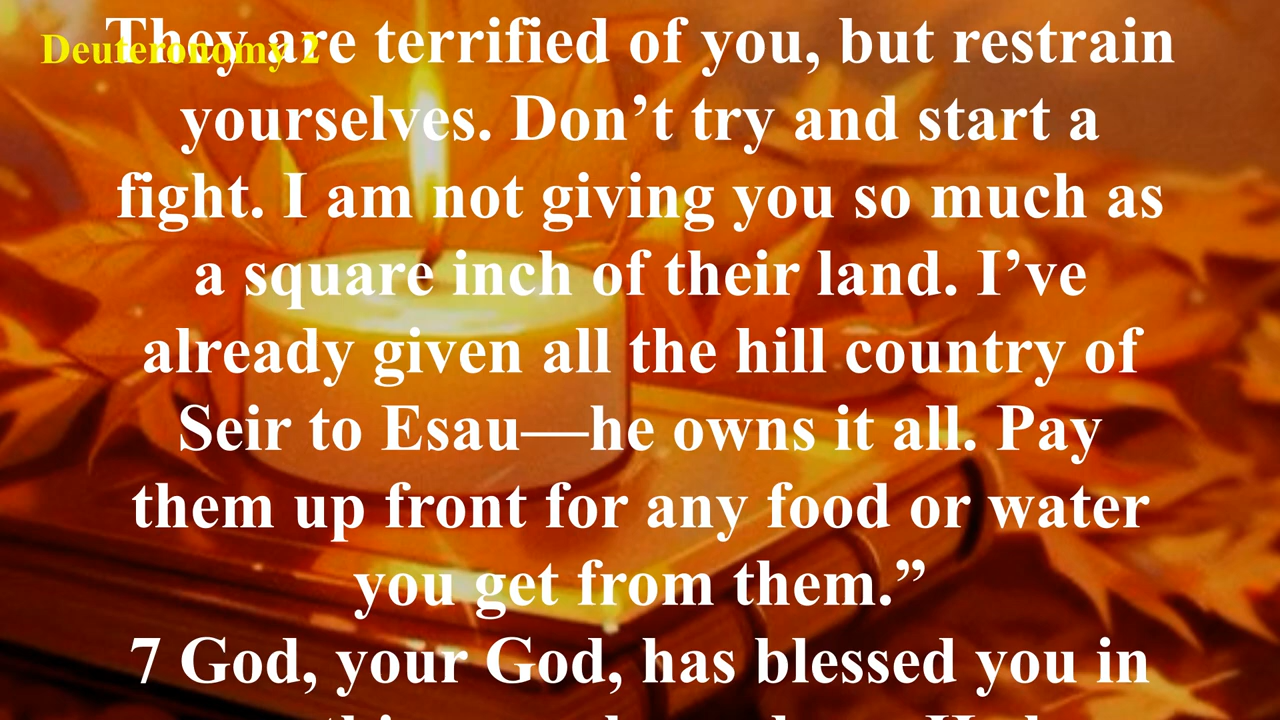 Deuteronomy 2
They are terrified of you, but restrain
yourselves. Don’t try and start a
fight. I am not giving you so much as
a square inch of their land. I’ve
already given all the hill country of
Seir to Esau—he owns it all. Pay
them up front for any food or water
you get from them.”
7 God, your God, has blessed you in